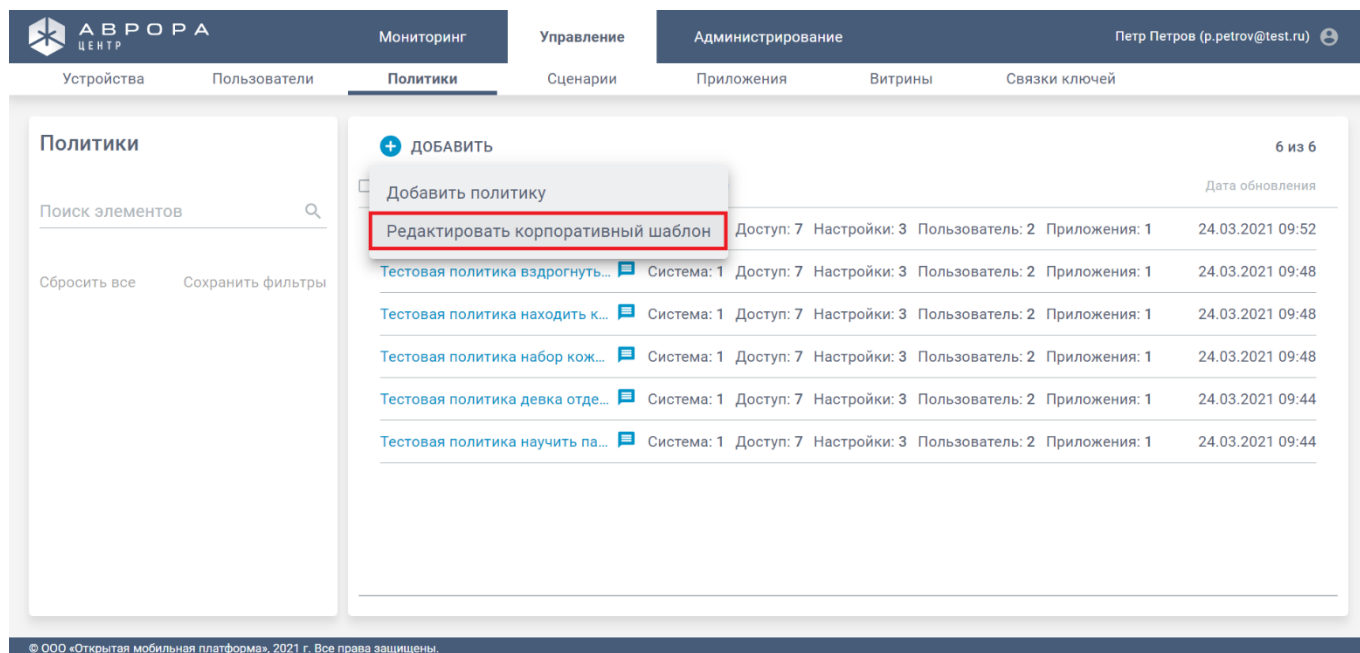 АВРОРА
ЦЕНТР
Мониторинг Управление Администрирование Петр Петров (p.petrov@test.ru)
Устройства Пользователи Политики Сценарии Приложения Витрины Связки ключей
Политики
Поиск элементов
Сбросить все Сохранить фильтры
ДОБАВИТЬ 6 из 6
Добавить политику
Редактировать корпоративный шаблон
Дата обновления
Доступ: 7 Настройки: 3 Пользователь: 2 Приложения: 1 24.03.2021 09:52
Тестовая политика вздрогнуть... Система: 1 Доступ: 7 Настройки: 3 Пользователь: 2 Приложения: 1 24.03.2021 09:48
Тестовая политика находить к... Система: 1 Доступ: 7 Настройки: 3 Пользователь: 2 Приложения: 1 24.03.2021 09:48
Тестовая политика набор кож... Система: 1 Доступ: 7 Настройки: 3 Пользователь: 2 Приложения: 1 24.03.2021 09:48
Тестовая политика девка отде... Система: 1 Доступ: 7 Настройки: 3 Пользователь: 2 Приложения: 1 24.03.2021 09:44
Тестовая политика научить па... Система: 1 Доступ: 7 Настройки: 3 Пользователь: 2 Приложения: 1 24.03.2021 09:44
© ООО «Открытая мобильная платформа», 2021 г. Все права защищены.